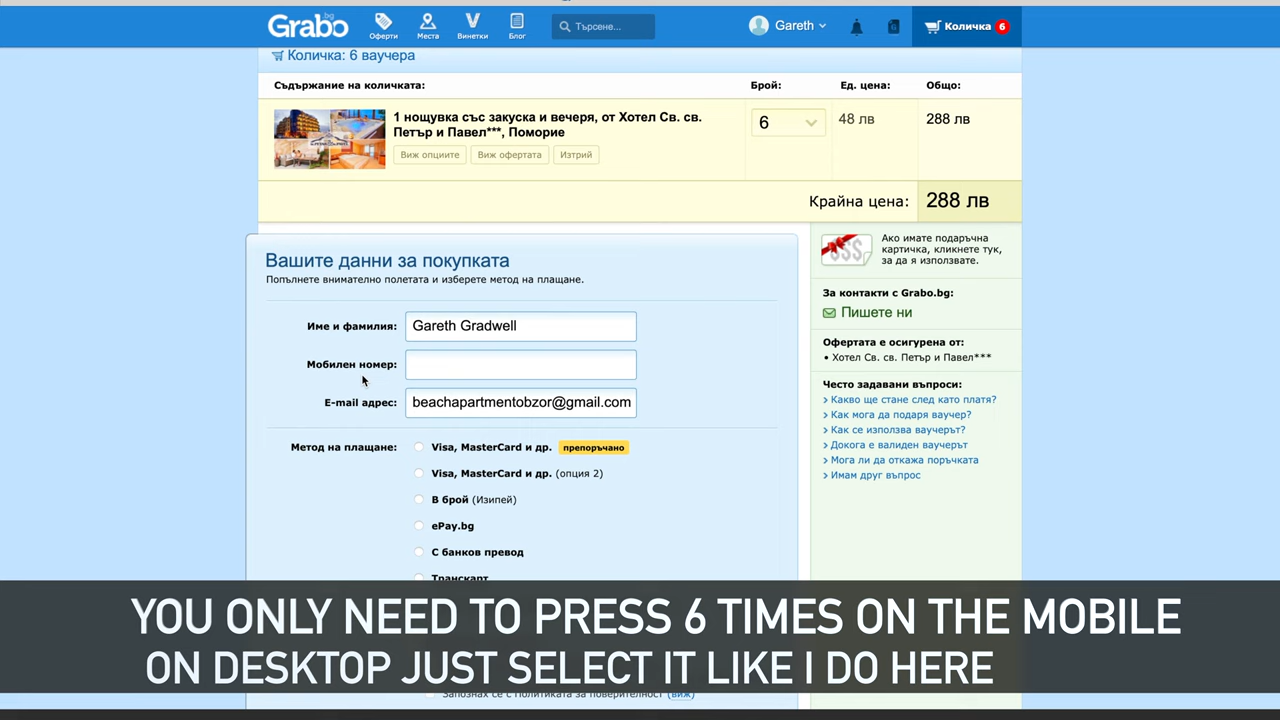 Grabo.bg
Оферти
Места
Винетки
Блог
Търсене...
Gareth
Количка 6
Количка: 6 ваучера
Съдържание на количката:
Брой:
Ед. цена:
Общо:
1 нощувка със закуска и вечеря, от Хотел Св. св.
Петър и Павел***, Поморие
6
48 лв
288 лв
Виж опциите
Виж офертата
Изтрий
Крайна цена:
288 лв
Вашите данни за покупката
Попълнете внимателно полетата и изберете метод на плащане.
Име и фамилия:
Gareth Gradwell
Мобилен номер:
E-mail адрес:
beachapartmentobzor@gmail.com
Метод на плащане:
Visa, MasterCard и др. препоръчано
Visa, MasterCard и др. (опция 2)
В брой (Изипей)
ePay.bg
С банков превод
Транскарт
Ако имате подаръчна
картичка, кликнете тук,
за да я използвате.
За контакти с Grabo.bg:
Пишете ни
Офертата е осигурена от:
• Хотел Св. св. Петър и Павел***
Често задавани въпроси:
› Какво ще стане след като платя?
› Как мога да подаря ваучер?
› Как се използва ваучерът?
› Докога е валиден ваучерът
› Мога ли да откажа поръчката
› Имам друг въпрос
YOU ONLY NEED TO PRESS 6 TIMES ON THE MOBILE
ON DESKTOP JUST SELECT IT LIKE I DO HERE
Запознах се с Политиката за поверителност (виж)